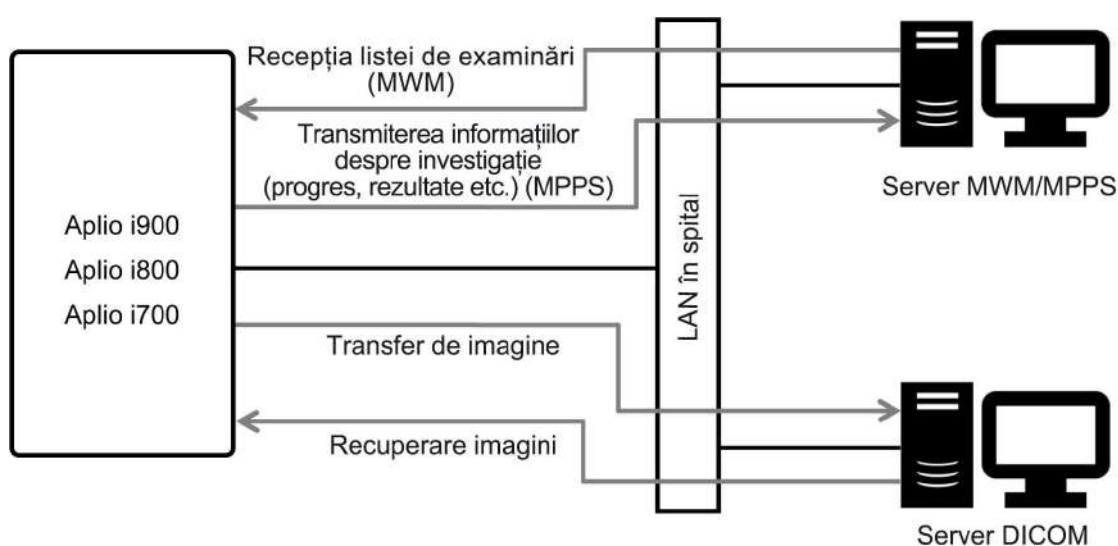 Recepția listei de examinări
(MWM)
Transmiterea informațiilor
despre investigație
(progres, rezultate etc.) (MPPS)
Aplio i900
Aplio i800
Aplio i700
Transfer de imagine
Recuperare imagini
LAN în spital
Server MWM/MPPS
Server DICOM